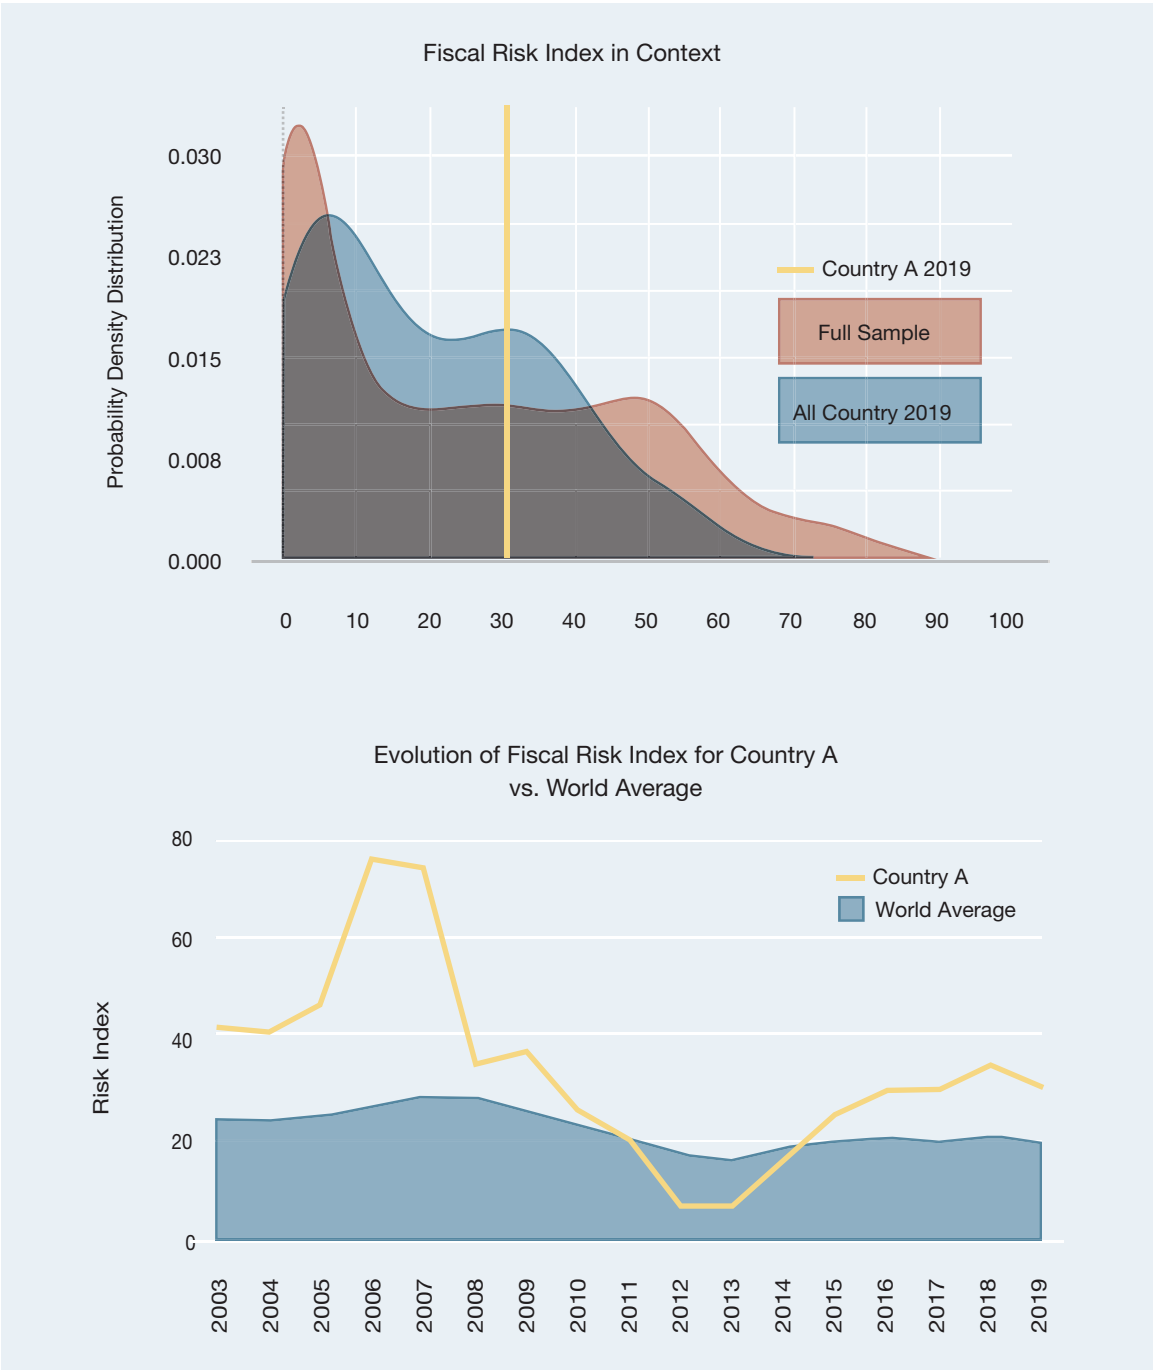 Fiscal Risk Index in Context
Probability Density Distribution
0.030
0.023
0.015
0.008
0.000
Country A 2019
Full Sample
All Country 2019
0 10 20 30 40 50 60 70 80 90 100
Evolution of Fiscal Risk Index for Country A
vs. World Average
Risk Index
80
60
40
20
0
Country A
World Average
2003 2004 2005 2006 2007 2008 2009 2010 2011 2012 2013 2014 2015 2016 2017 2018 2019